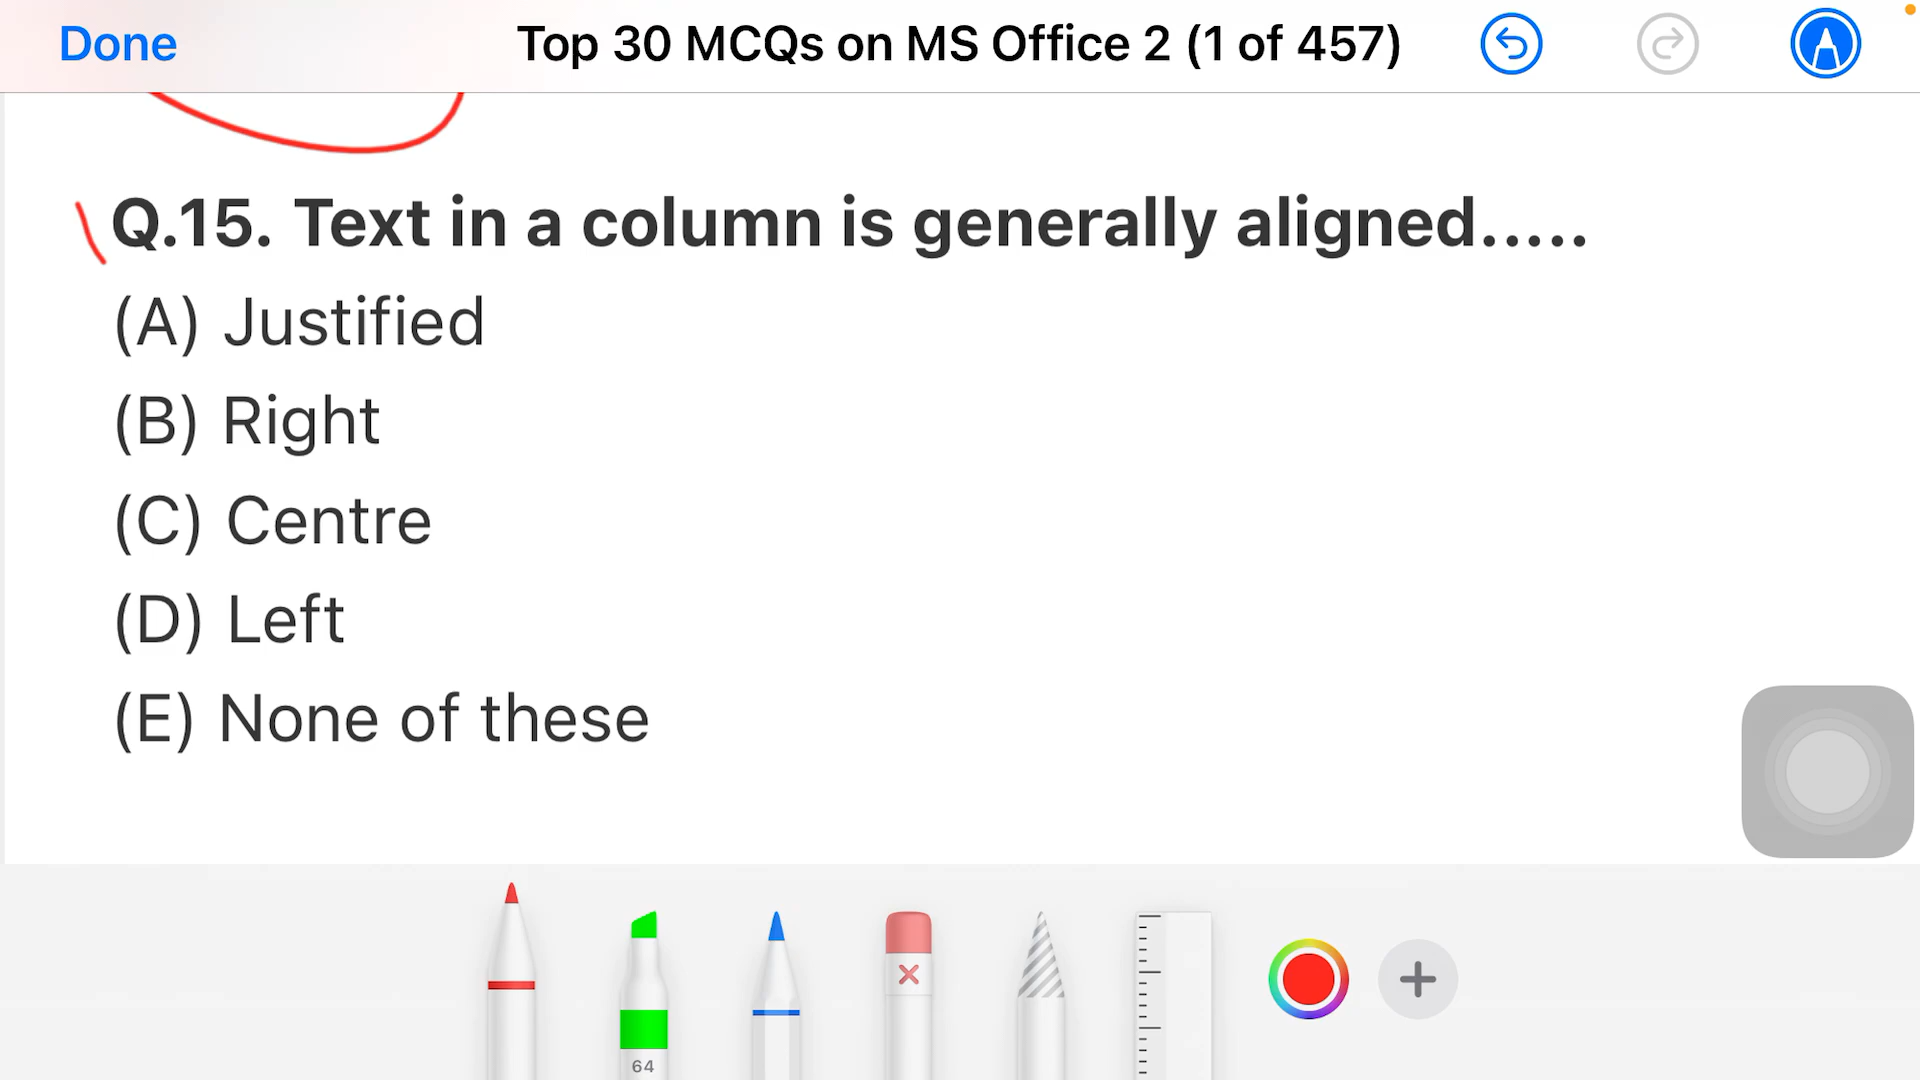 Done Top 30 MCQs on MS Office 2 (1 of 457)
Q.15. Text in a column is generally aligned.....
(A) Justified
(B) Right
(C) Centre
(D) Left
(E) None of these
64